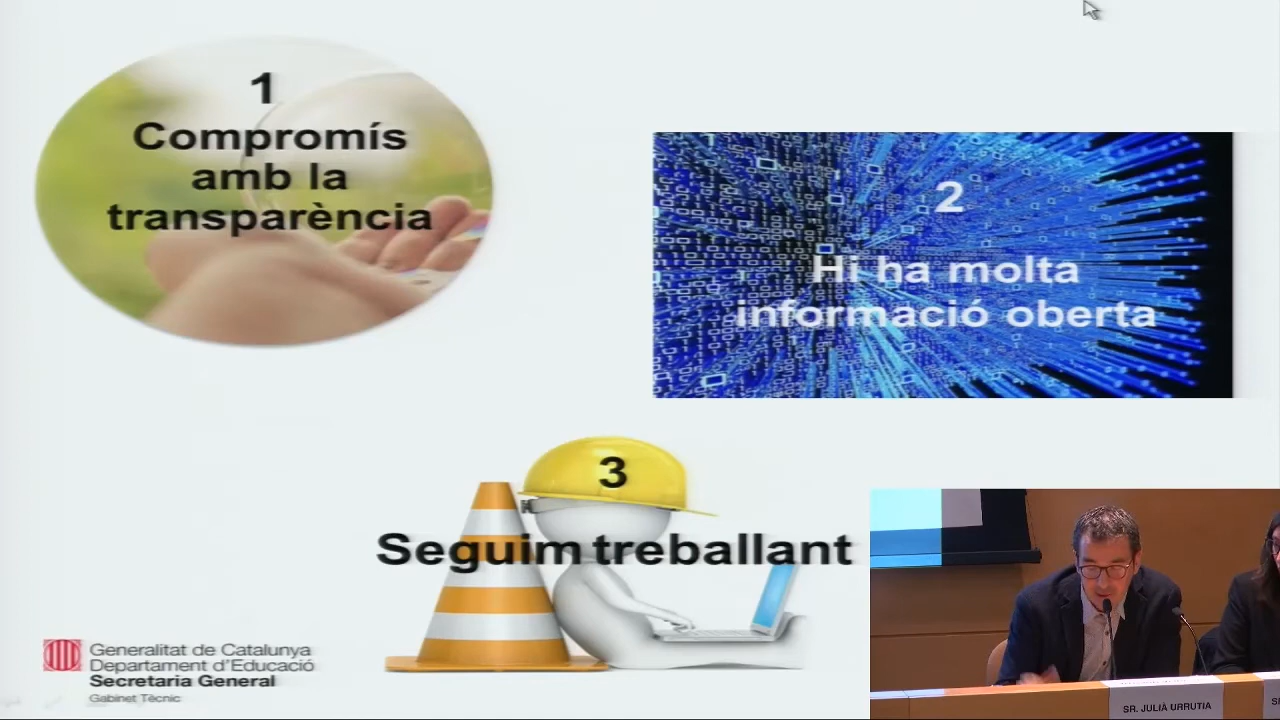 1
Compromís
amb la
transparència
2
Hi ha molta
informació oberta
3
Seguim treballant
Generalitat de Catalunya
Departament d'Educació
Secretaria General
Gabinet Tècnic
SR. JULIÀ URRUTIA